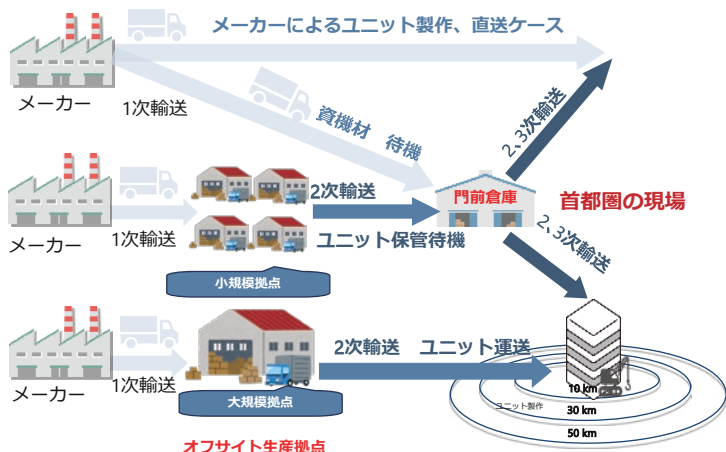 メーカーによるユニット製作、直送ケース
メーカー
1次輸送
資機材　待機
2、3次輸送
門前倉庫
首都圏の現場
2次輸送
メーカー
1次輸送
ユニット保管待機
2、3次輸送
小規模拠点
2次輸送　ユニット運送
メーカー
1次輸送
大規模拠点
10 km
ユニット製作
30 km
50 km
オフサイト生産拠点